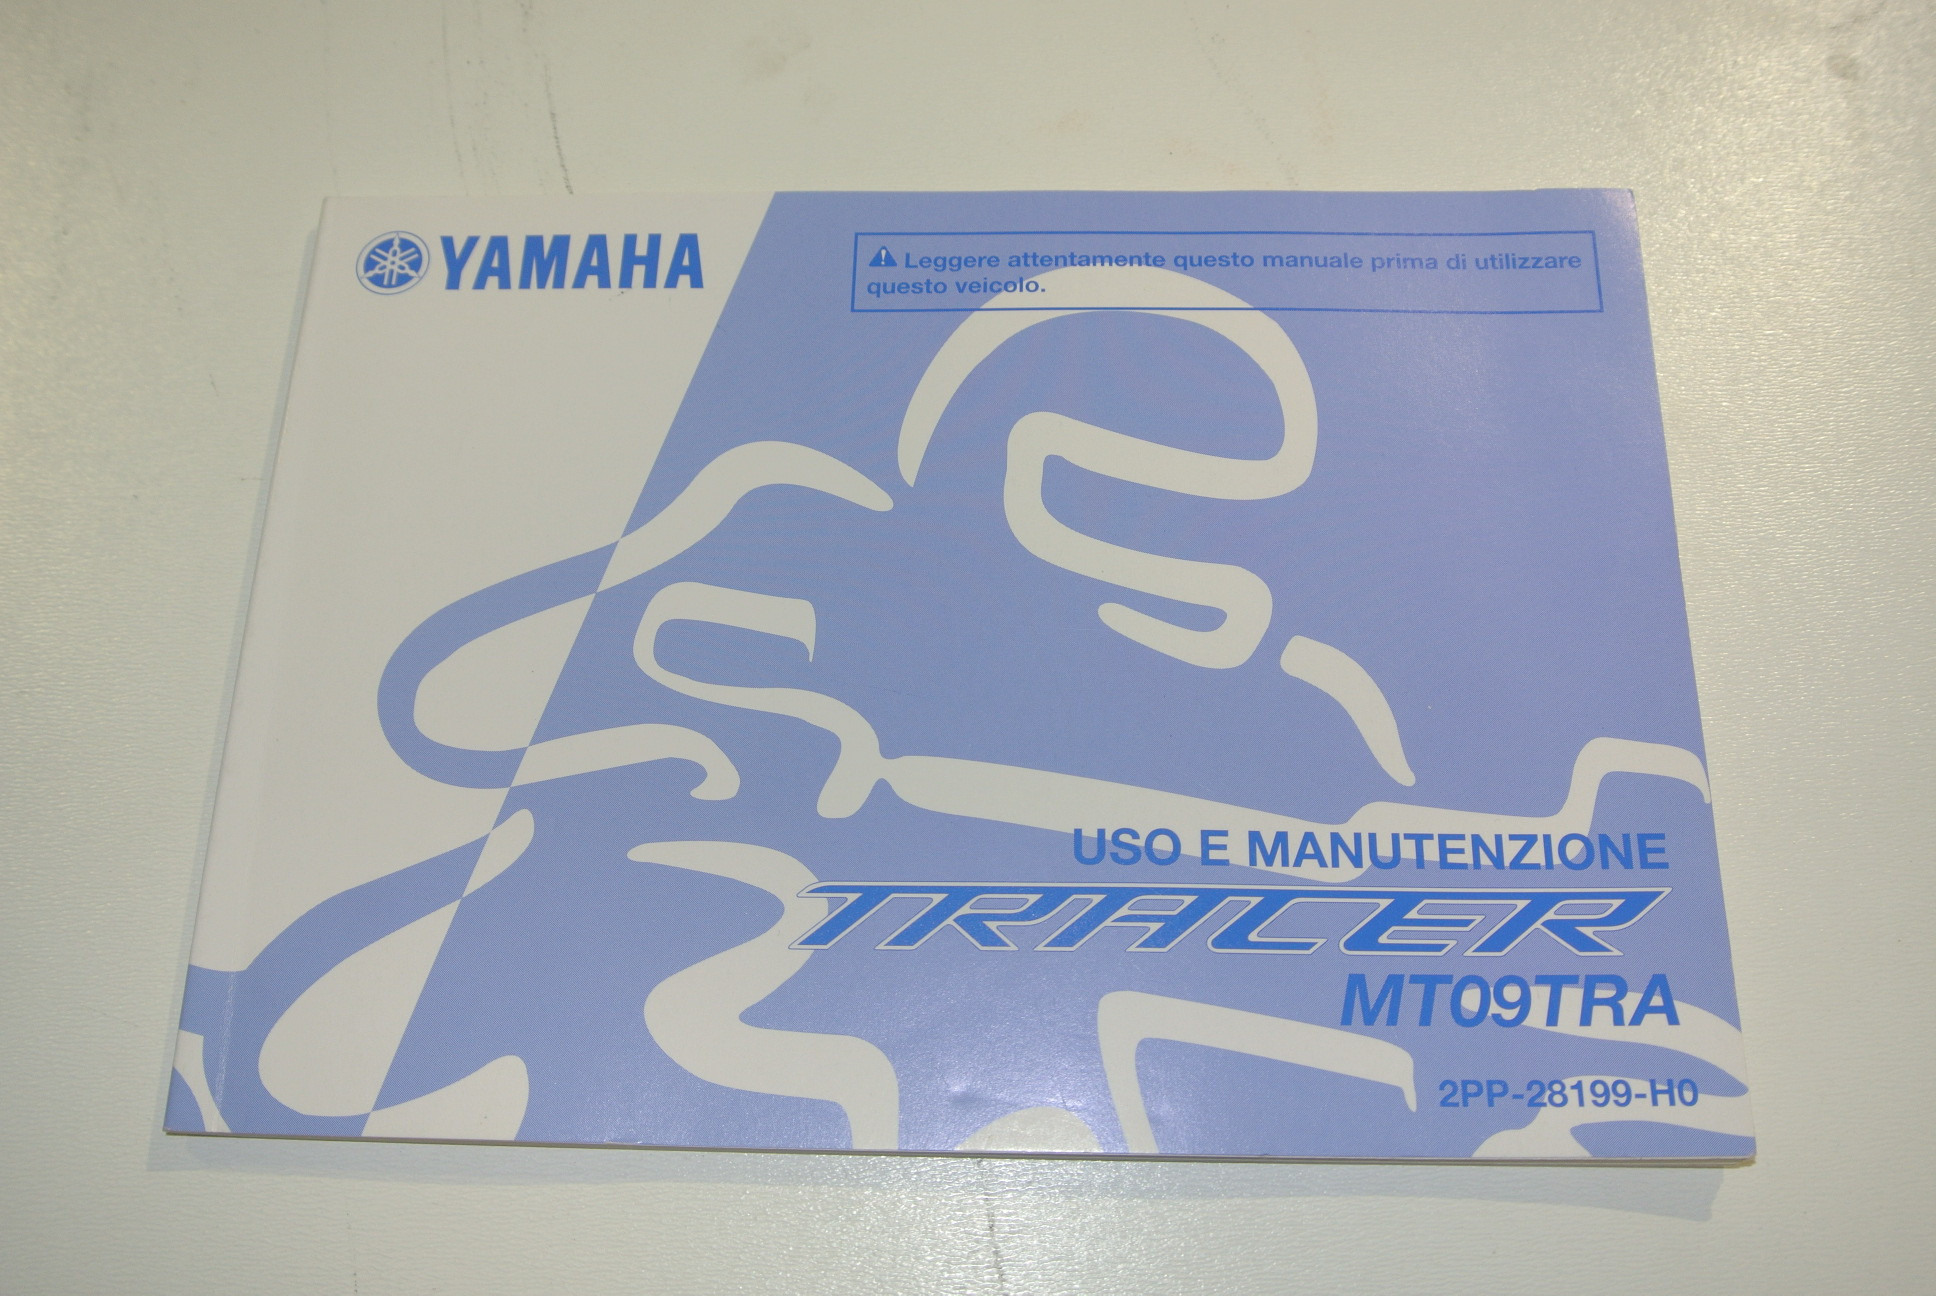 YAMAHA
⚠ Leggere attentamente questo manuale prima di utilizzare
questo veicolo.
USO E MANUTENZIONE
TRACER
MT09TRA
2PP-28199-H0